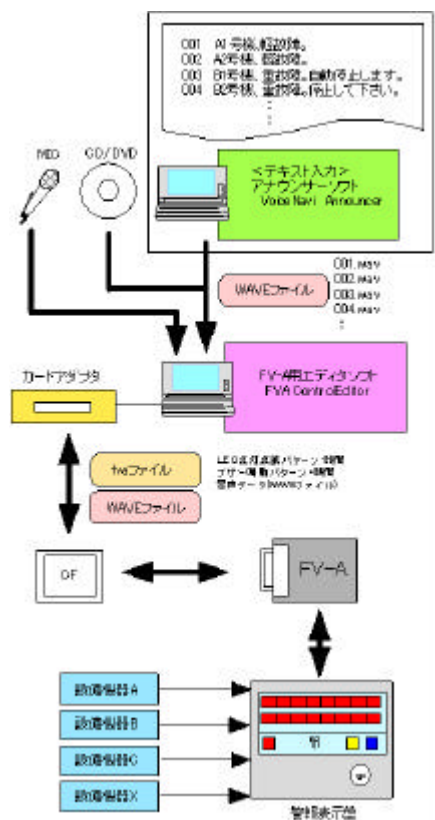 001 A1号機、軽故障。
002 A2号機、軽故障。
003 B1号機、重故障。自動停止します。
004 B2号機、重故障。停止して下さい。
MIC
CD/DVD
<テキスト入力>
アナウンサーソフト
Voice Navi Announcer
001.wav
002.wav
003.wav
004.wav
WAVEファイル
カードアダプタ
FV-A用エディタソフト
FVA ControlEditor
fvaファイル
WAVEファイル
LED点灯点滅パターン・時間
ブザー鳴動パターン・時間
音声データ(WAVEファイル)
CF
FV-A
設備機器A
設備機器B
設備機器C
設備機器X
警報表示盤